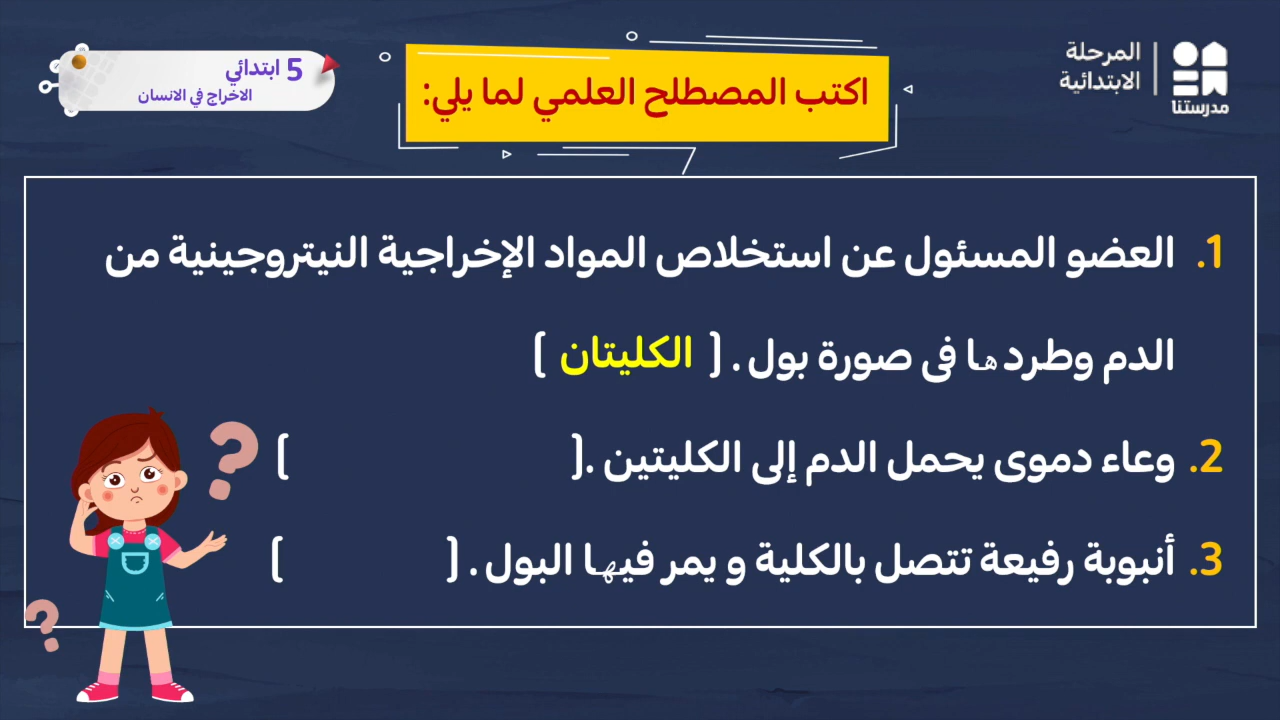 المرحلة
الابتدائية
مدرستنا
اكتب المصطلح العلمي لما يلي:
5 ابتدائي
الاخراج في الانسان
1. العضو المسئول عن استخلاص المواد الإخراجية النيتروجينية من
الدم وطردها فى صورة بول . ( الكليتان )
2. وعاء دموى يحمل الدم إلى الكليتين .( )
3. أنبوبة رفيعة تتصل بالكلية و يمر فيها البول . ( )
? ?